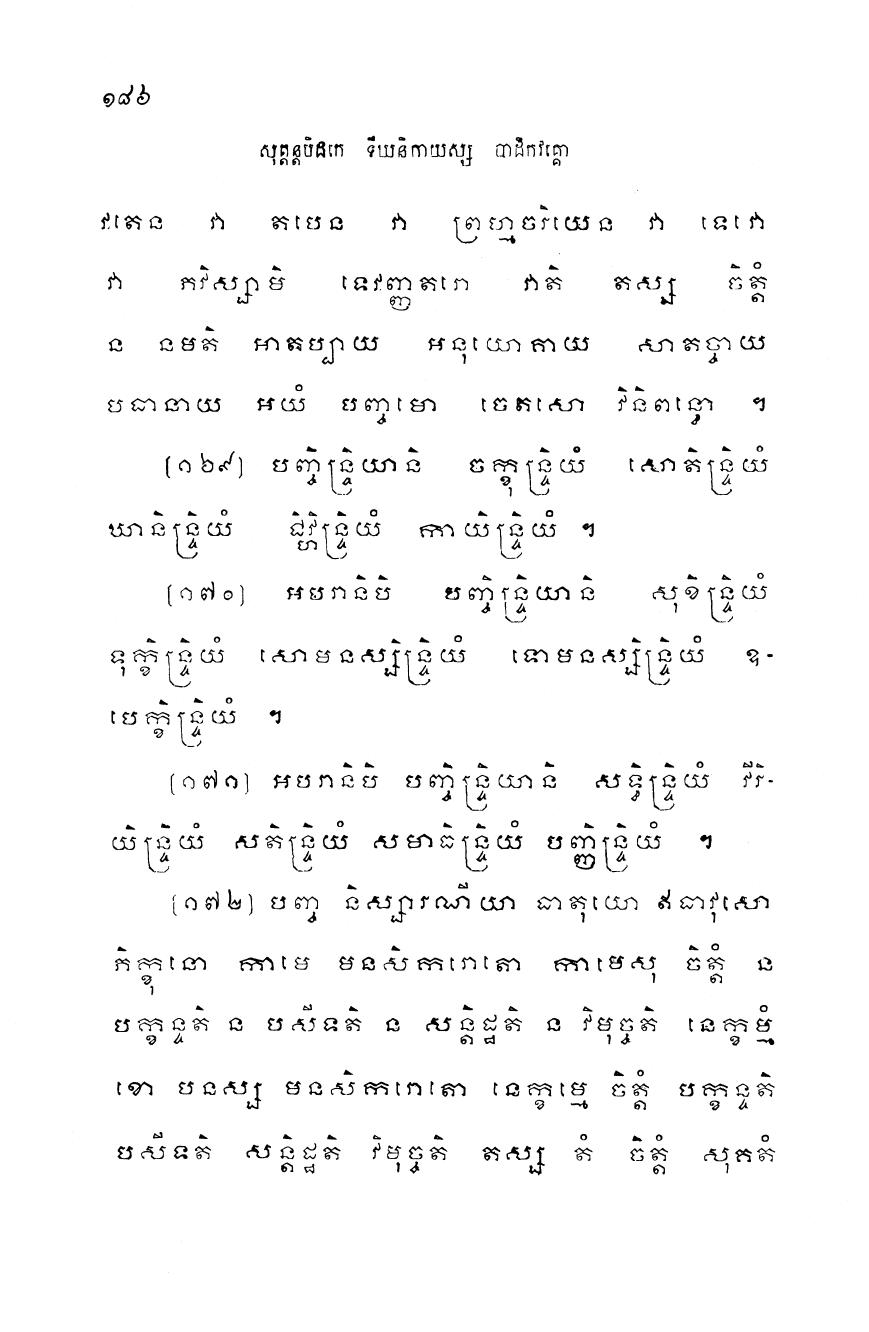 ១៨៦
សុត្តន្តបិដកេ ទីឃនិកាយស្ស បាដិកវគ្គោ
វតេន វា តបេន វា ព្រហ្មចរិយេន វា ទេវោ
វា ភវិស្សាមិ ទេវញ្ញតរោ វាតិ តស្ស ចិត្តំ
ន នមតិ អាតប្បាយ អនុយោគាយ សាតច្ចាយ
បធានាយ អយំ បញ្ចមោ ចេតសោ វិនិពន្ធោ ។
(១៦៩) បញ្ចិន្ទ្រិយានិ ចក្ខុន្ទ្រិយំ សោតិន្ទ្រិយំ
ឃានិន្ទ្រិយំ ជិវ្ហិន្ទ្រិយំ កាយិន្ទ្រិយំ ។
(១៧០) អបរានិបិ បញ្ចិន្ទ្រិយានិ សុខិន្ទ្រិយំ
ទុក្ខិន្ទ្រិយំ សោមនស្សិន្ទ្រិយំ ទោមនស្សិន្ទ្រិយំ ឧ-
បេក្ខិន្ទ្រិយំ ។
(១៧១) អបរានិបិ បញ្ចិន្ទ្រិយានិ សទ្ធិន្ទ្រិយំ វីរិ-
យិន្ទ្រិយំ សតិន្ទ្រិយំ សមាធិន្ទ្រិយំ បញ្ញិន្ទ្រិយំ ។
(១៧២) បញ្ច និស្សារណីយា ធាតុយោ ឥធាវុសោ
ភិក្ខុនោ កាមេ មនសិករោតោ កាមេសុ ចិត្តំ ន
បក្ខន្ទតិ ន បសីទតិ ន សន្តិដ្ឋតិ ន វិមុច្ចតិ នេក្ខម្មំ
ខោ បនស្ស មនសិករោតោ នេក្ខម្មេ ចិត្តំ បក្ខន្ទតិ
បសីទតិ សន្តិដ្ឋតិ វិមុច្ចតិ តស្ស តំ ចិត្តំ សុគតំ